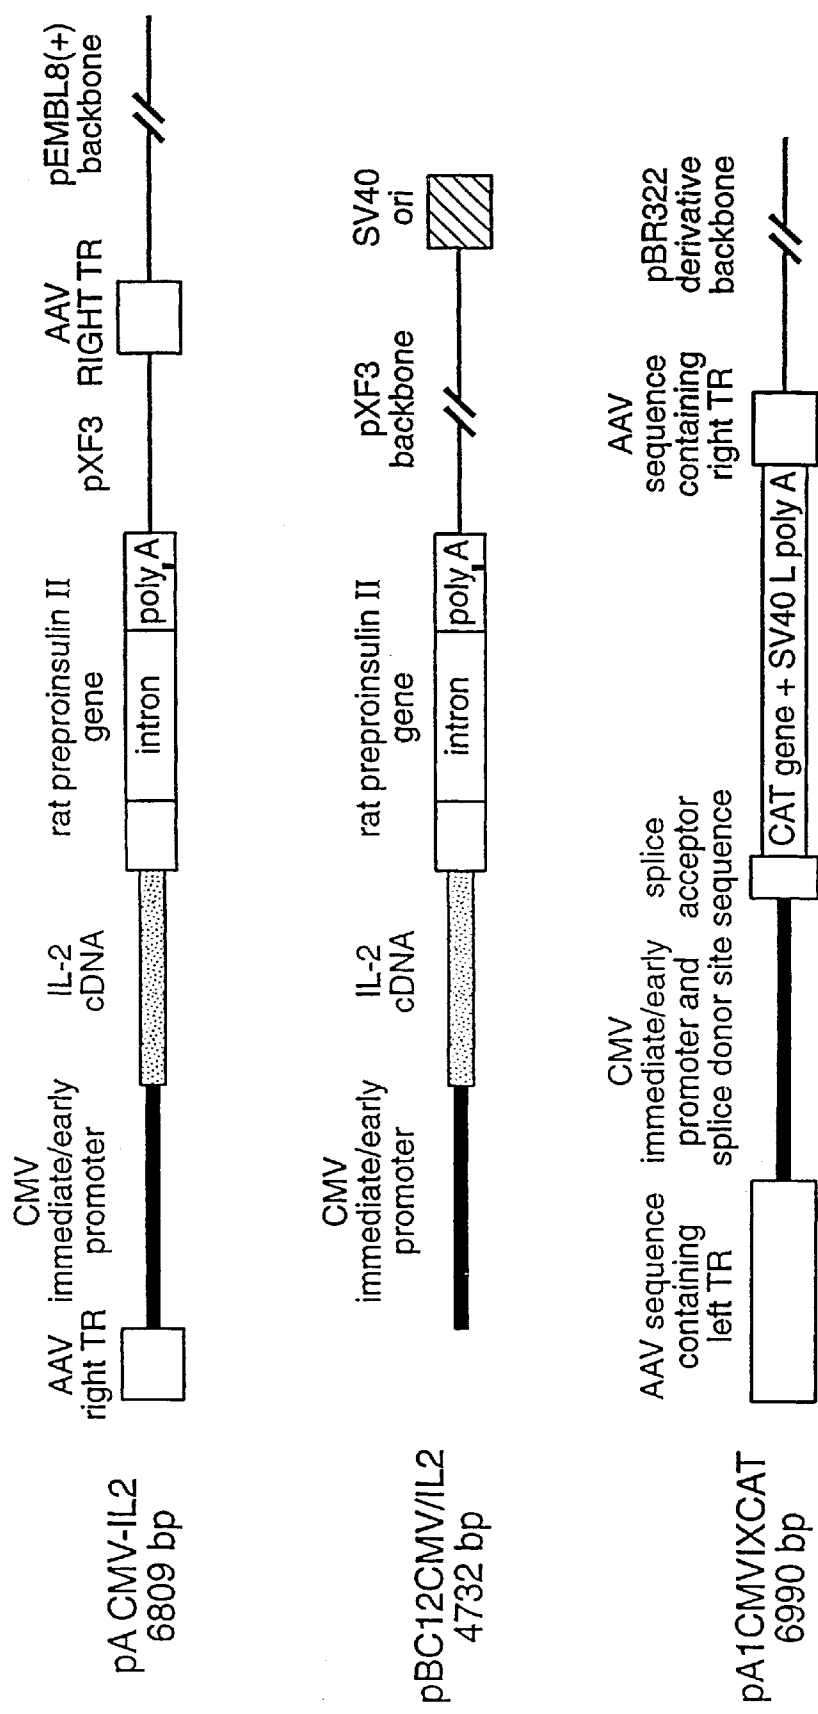 pA CMV-IL2
6809 bp
AAV
right TR
CMV
immediate/early
promoter
IL-2
cDNA
rat preproinsulin II
gene
intron
poly A
pXF3
AAV
RIGHT TR
pEMBL8(+)
backbone
pBC12CMV/IL2
4732 bp
CMV
immediate/early
promoter
IL-2
cDNA
rat preproinsulin II
gene
intron
poly A
pXF3
backbone
SV40
ori
pA1CMVIXCAT
6990 bp
AAV sequence
containing
left TR
CMV
immediate/early
promoter and
splice donor site
splice
acceptor
sequence
CAT gene + SV40 L poly A
AAV
sequence
containing
right TR
pBR322
derivative
backbone